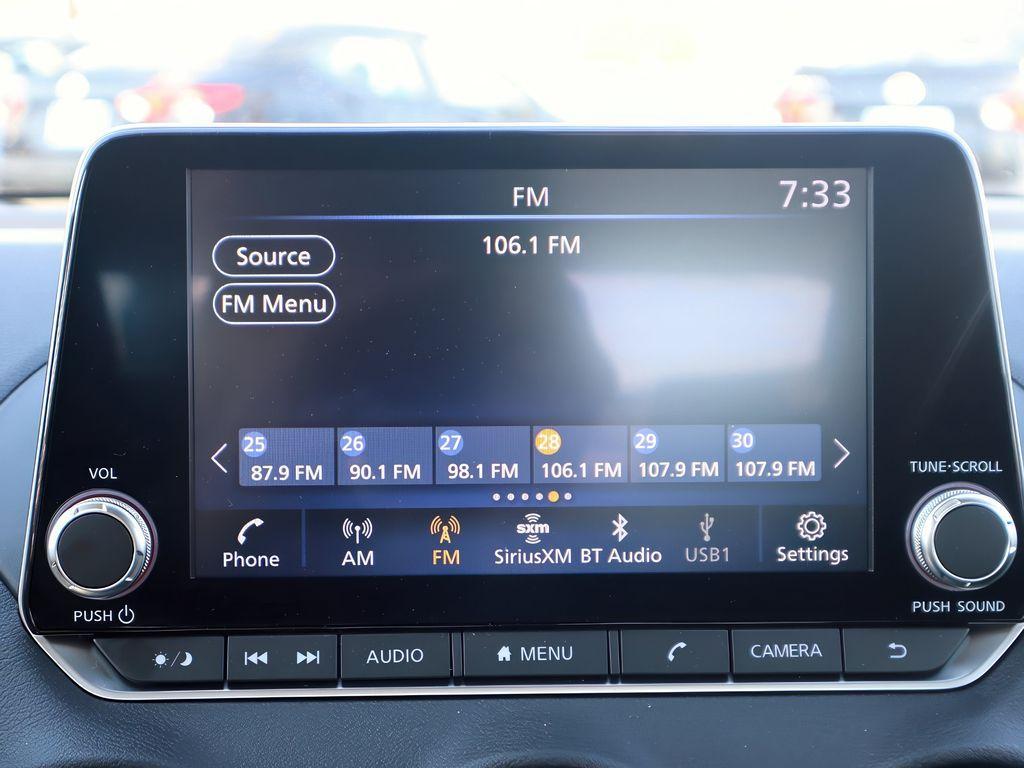 FM
7:33
106.1 FM
Source
FM Menu
25
26
27
28
29
30
87.9 FM
90.1 FM
98.1 FM
106.1 FM
107.9 FM
107.9 FM
VOL
TUNE·SCROLL
Phone
AM
FM
sxm
SiriusXM
BT Audio
USB1
Settings
PUSH
PUSH SOUND
AUDIO
MENU
CAMERA